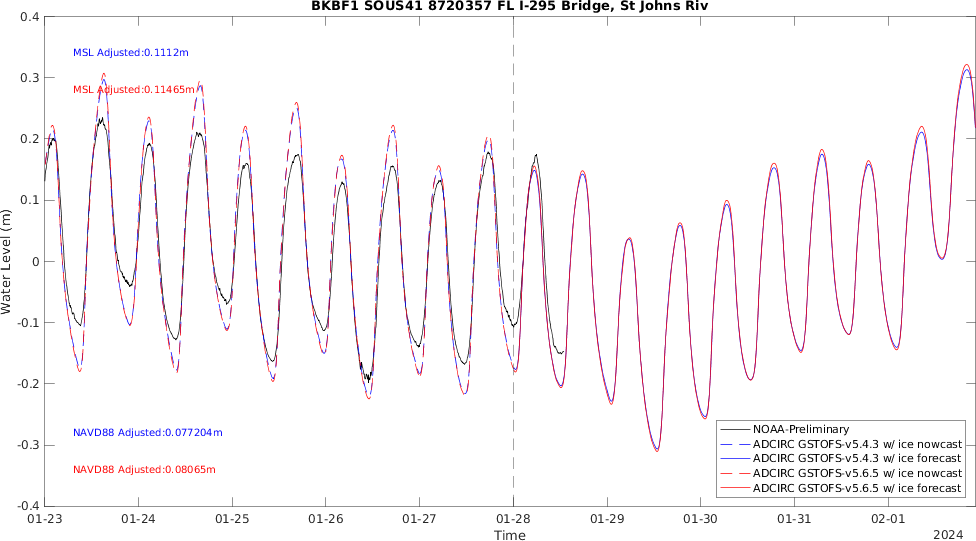 BKBF1 SOUS41 8720357 FL I-295 Bridge, St Johns Riv
0.4
0.3
0.2
0.1
0
-0.1
-0.2
-0.3
-0.4
Water Level (m)
MSL Adjusted:0.1112m
MSL Adjusted:0.11465m
NAVD88 Adjusted:0.077204m
NAVD88 Adjusted:0.08065m
NOAA-Preliminary
ADCIRC GSTOFS-v5.4.3 w/ ice nowcast
ADCIRC GSTOFS-v5.4.3 w/ ice forecast
ADCIRC GSTOFS-v5.6.5 w/ ice nowcast
ADCIRC GSTOFS-v5.6.5 w/ ice forecast
01-23 01-24 01-25 01-26 01-27 01-28 01-29 01-30 01-31 02-01
Time
2024